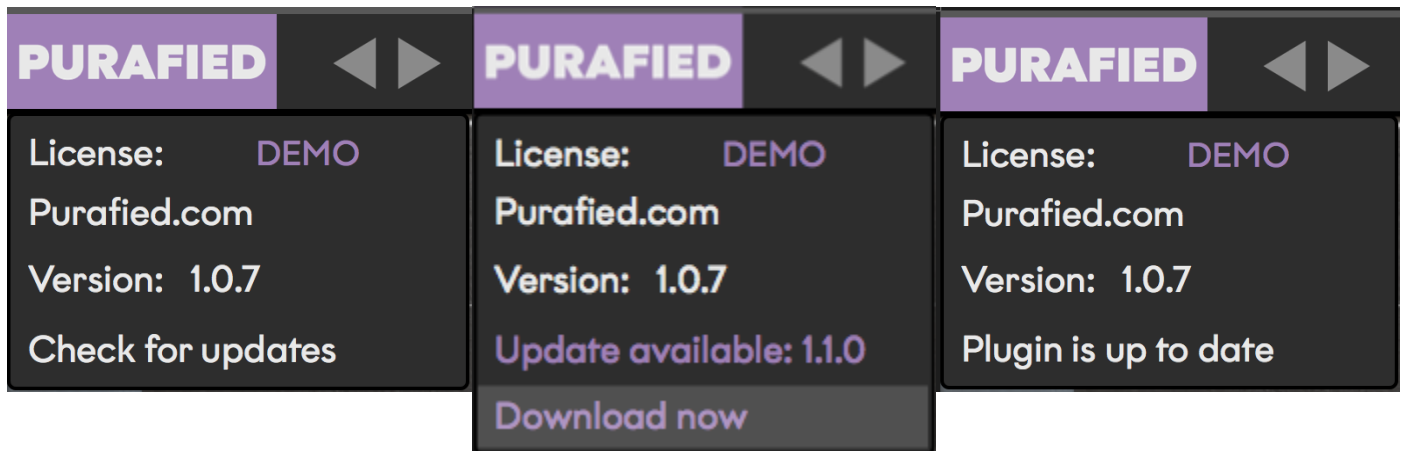 PURAFIED
License: DEMO
Purafied.com
Version: 1.0.7
Check for updates
PURAFIED
License: DEMO
Purafied.com
Version: 1.0.7
Update available: 1.1.0
Download now
PURAFIED
License: DEMO
Purafied.com
Version: 1.0.7
Plugin is up to date